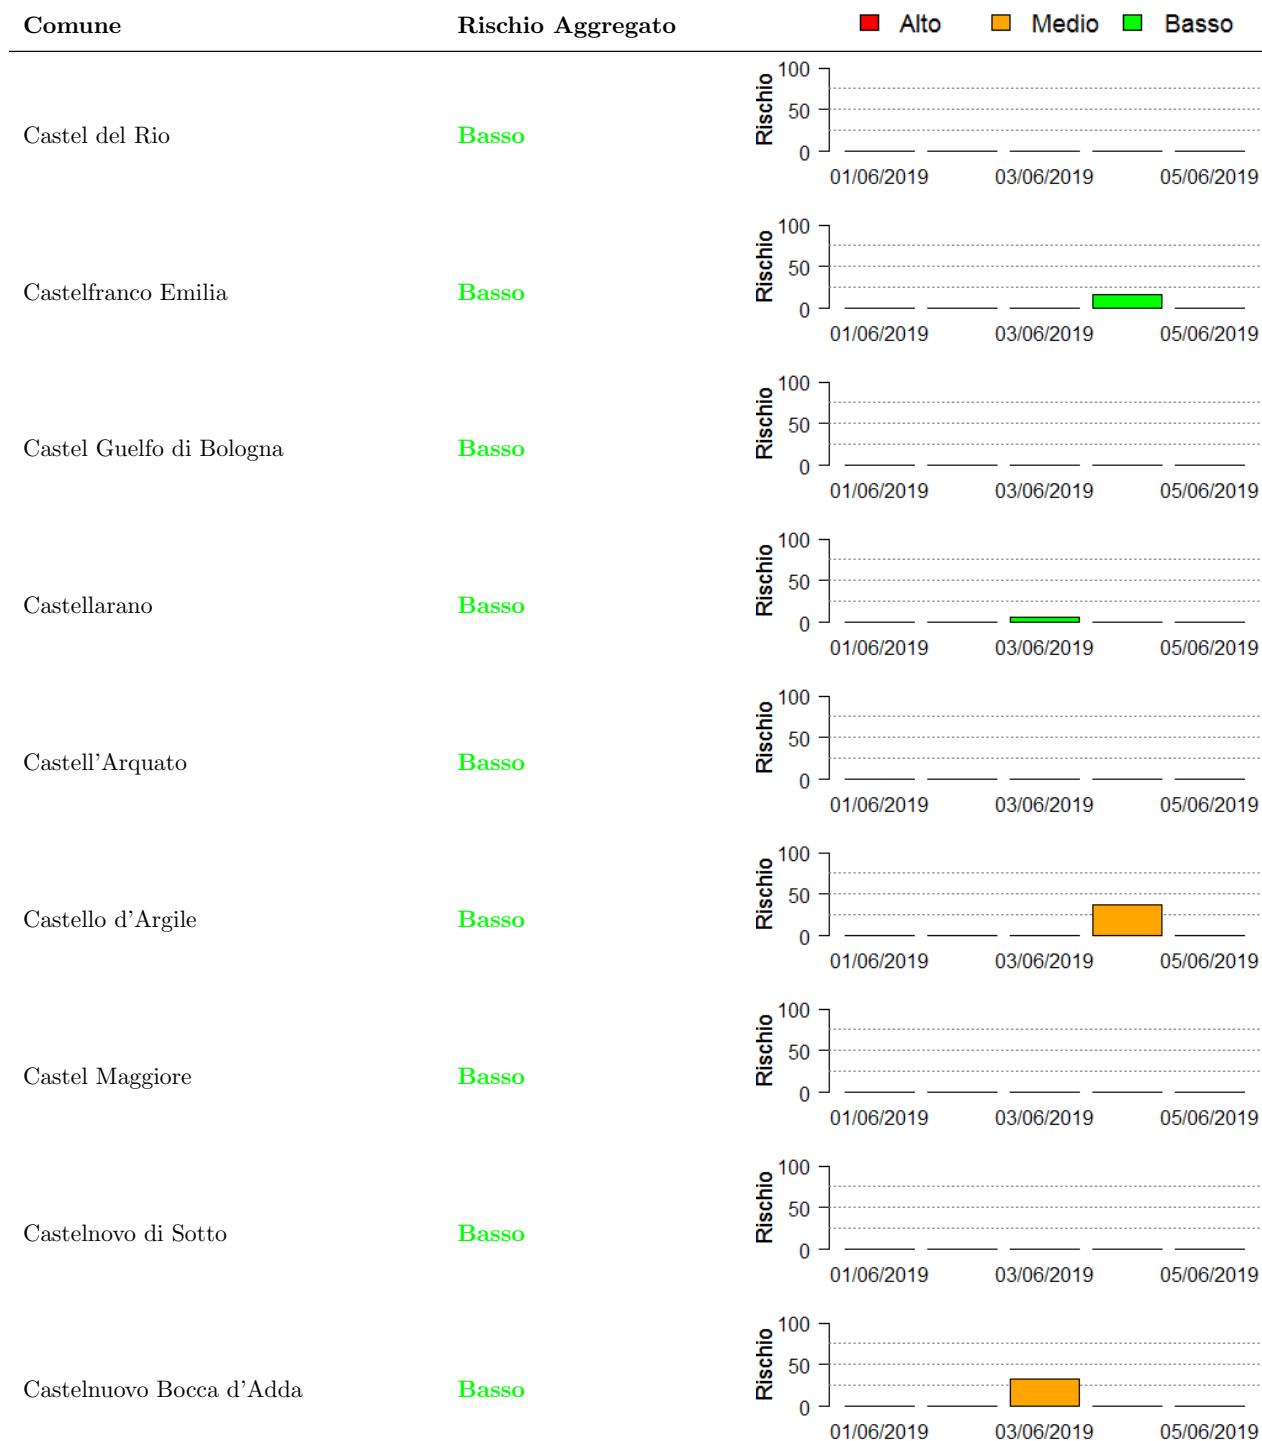 Comune Rischio Aggregato Alto Medio Basso
100
50
0
Rischio
Castel del Rio Basso
01/06/2019 03/06/2019 05/06/2019
100
50
0
Rischio
Castelfranco Emilia Basso
01/06/2019 03/06/2019 05/06/2019
100
50
0
Rischio
Castel Guelfo di Bologna Basso
01/06/2019 03/06/2019 05/06/2019
100
50
0
Rischio
Castellarano Basso
01/06/2019 03/06/2019 05/06/2019
100
50
0
Rischio
Castell'Arquato Basso
01/06/2019 03/06/2019 05/06/2019
100
50
0
Rischio
Castello d'Argile Basso
01/06/2019 03/06/2019 05/06/2019
100
50
0
Rischio
Castel Maggiore Basso
01/06/2019 03/06/2019 05/06/2019
100
50
0
Rischio
Castelnovo di Sotto Basso
01/06/2019 03/06/2019 05/06/2019
100
50
0
Rischio
Castelnuovo Bocca d'Adda Basso
01/06/2019 03/06/2019 05/06/2019